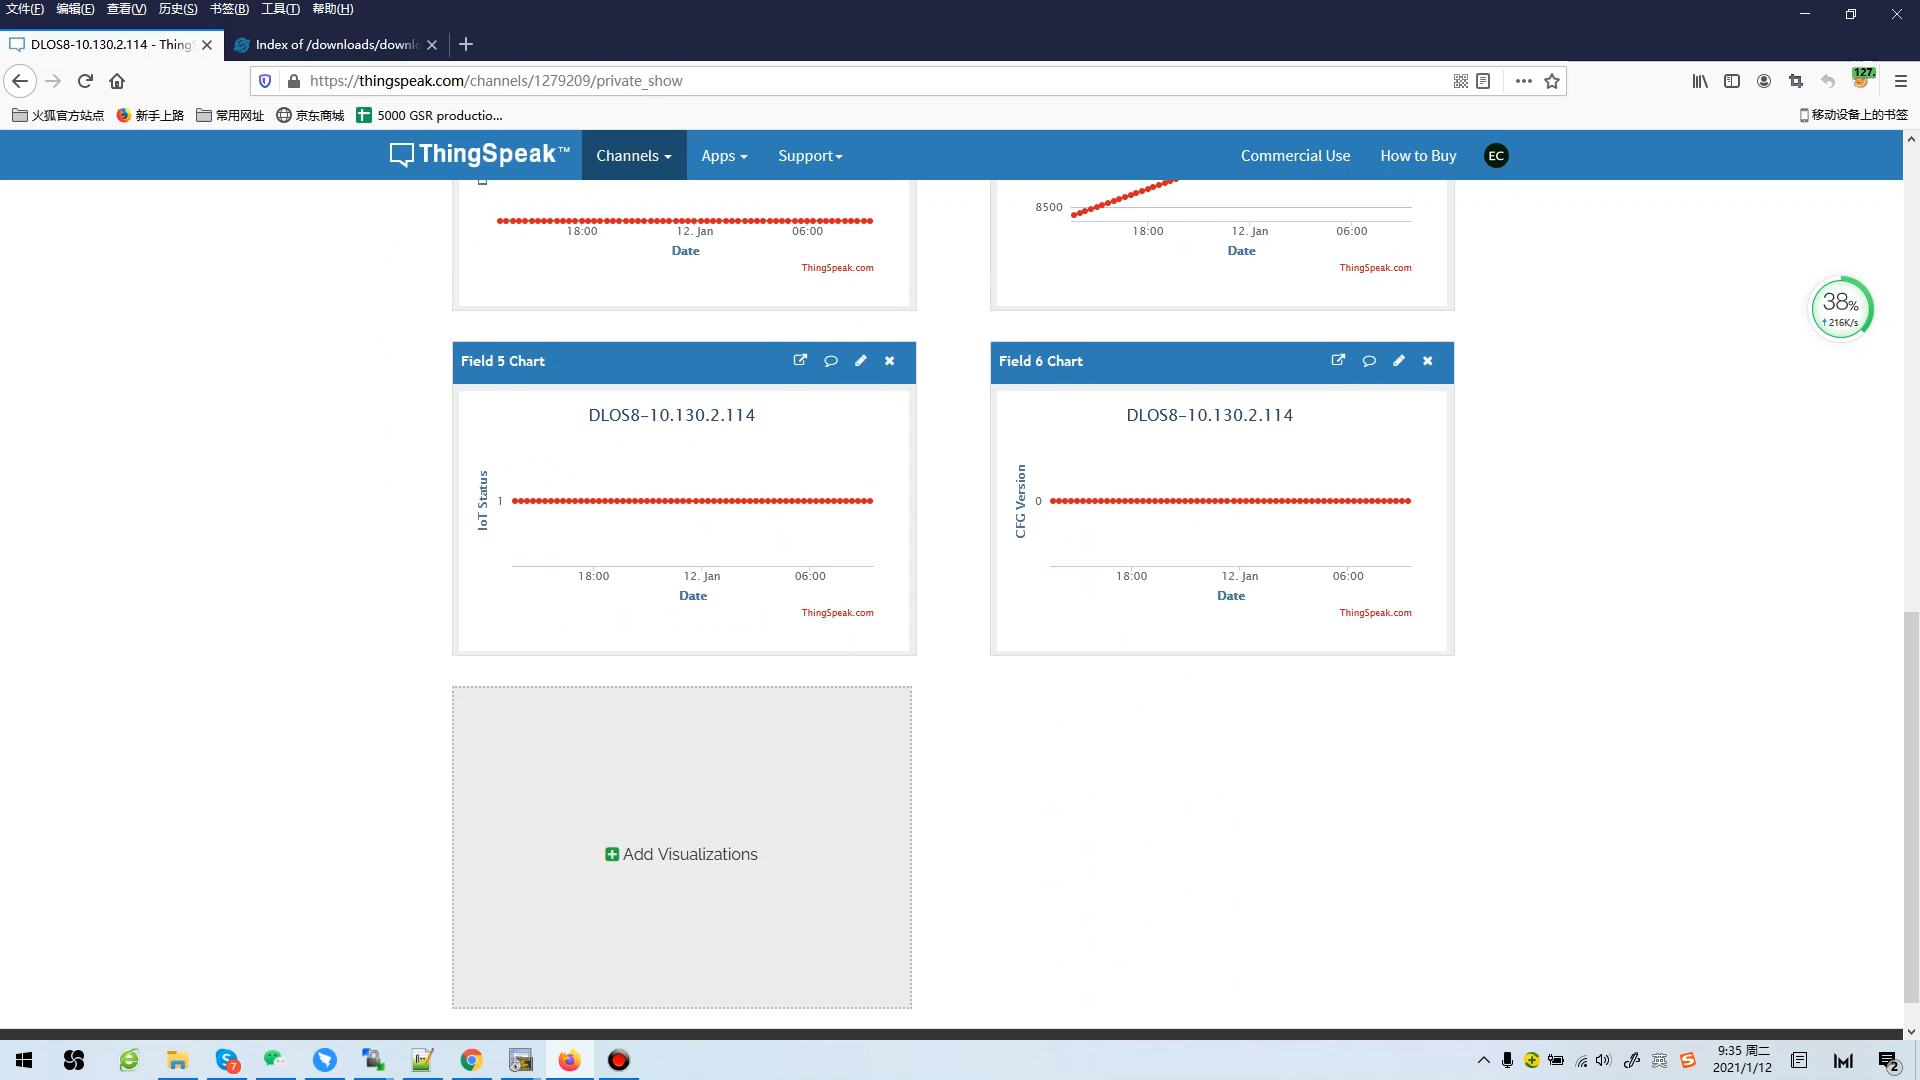 文件(F) 编辑(E) 查看(V) 历史(S) 书签(B) 工具(T) 帮助(H)
DLOS8-10.130.2.114 - Thing
Index of /downloads/downl
https://thingspeak.com/channels/1279209/private_show
127.
火狐官方站点 新手上路 常用网址 京东商城 5000 GSR productio...
移动设备上的书签
ThingSpeak™ Channels Apps Support Commercial Use How to Buy EC
18:00 12. Jan 06:00
Date
ThingSpeak.com
8500
18:00 12. Jan 06:00
Date
ThingSpeak.com
38%
216K/s
Field 5 Chart
DLOS8-10.130.2.114
IoT Status
1
18:00 12. Jan 06:00
Date
ThingSpeak.com
Field 6 Chart
DLOS8-10.130.2.114
CFG Version
0
18:00 12. Jan 06:00
Date
ThingSpeak.com
Add Visualizations
7
英
9:35 周二
2021/1/12
2